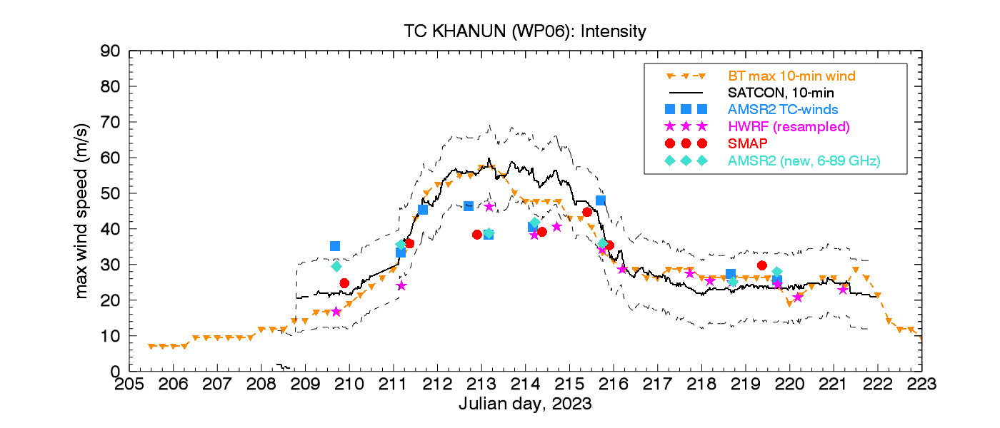 TC KHANUN (WP06): Intensity
90
80
70
60
50
40
30
20
10
0
max wind speed (m/s)
BT max 10-min wind
SATCON, 10-min
AMSR2 TC-winds
HWRF (resampled)
SMAP
AMSR2 (new, 6-89 GHz)
205 206 207 208 209 210 211 212 213 214 215 216 217 218 219 220 221 222 223
Julian day, 2023